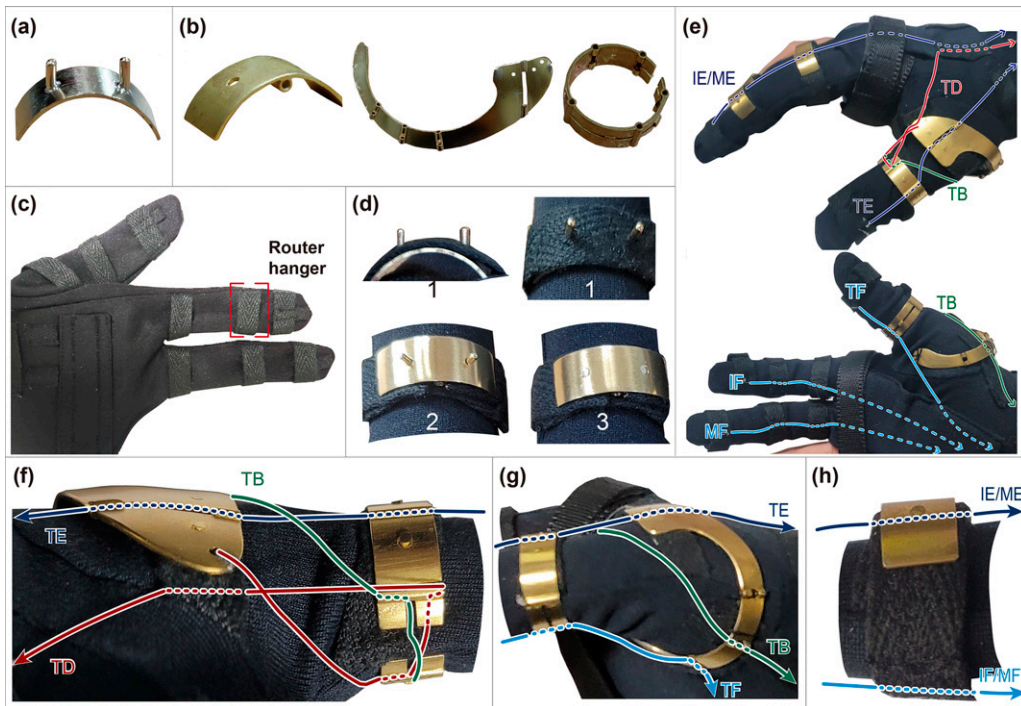 (a)
(b)
(c)
Router
hanger
(d)
1
1
2
3
(e)
IE/ME
TD
TB
TE
TF
TB
IF
MF
(f)
TB
TE
TD
(g)
TE
TB
TF
(h)
IE/ME
IF/MF